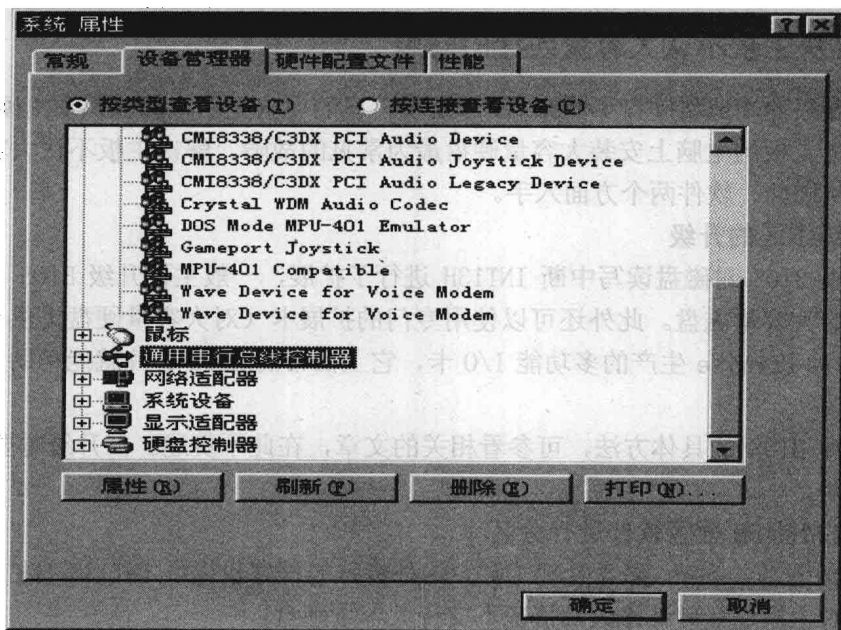 系统 属性
常规 设备管理器 硬件配置文件 性能
按类型查看设备(T) 按连接查看设备(C)
CMI8338/C3DX PCI Audio Device
CMI8338/C3DX PCI Audio Joystick Device
CMI8338/C3DX PCI Audio Legacy Device
Crystal WDM Audio Codec
DOS Mode MPU-401 Emulator
Gameport Joystick
MPU-401 Compatible
Wave Device for Voice Modem
Wave Device for Voice Modem
鼠标
通用串行总线控制器
网络适配器
系统设备
显示适配器
硬盘控制器
属性(R) 刷新(F) 删除(E) 打印(N)...
确定 取消